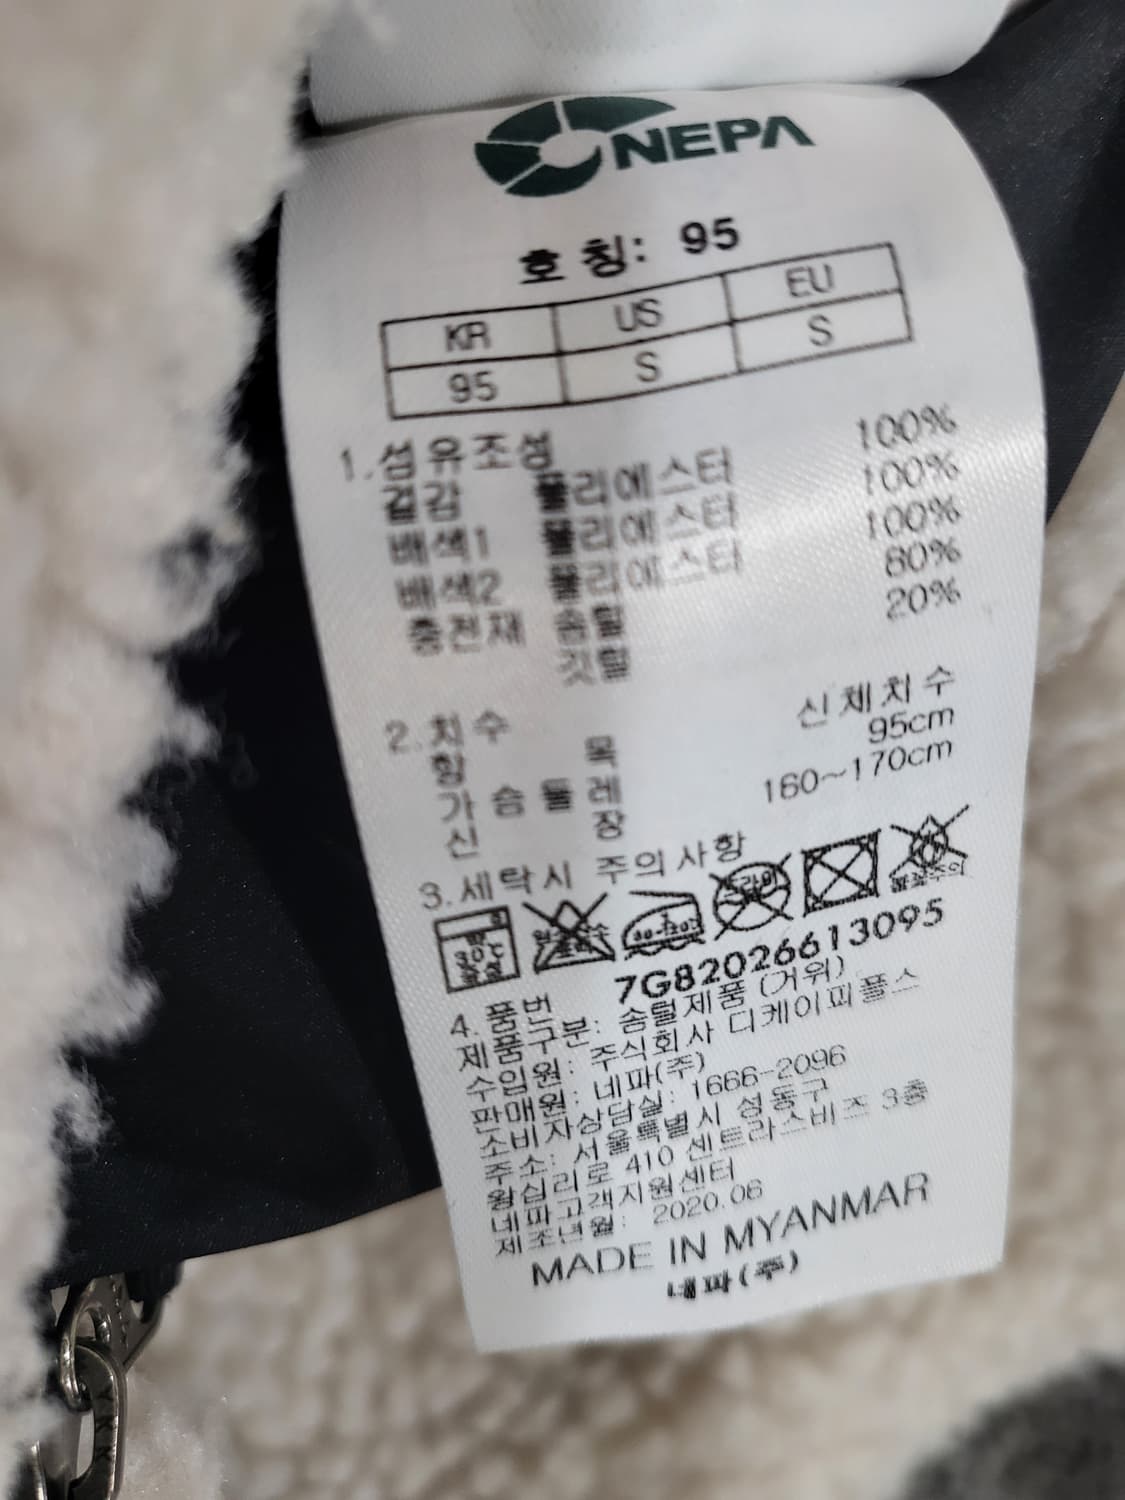 NEPA
호 칭: 95
KR US EU
95 S S
1.섬유조성
겉감 폴리에스터 100%
배색1 폴리에스터 100%
배색2 폴리에스터 100%
충전재 솜털 80%
깃털 20%
2.치수
항 목 신체치수
가 슴 둘 레 95cm
신 장 160~170cm
3.세탁시 주의사항
30℃
4.품번 7G82026613095
제품구분: 솜털제품 (거위)
수입원: 주식회사 디케이피플스
판매원: 네파(주)
소비자상담실: 1666-2096
주소: 서울특별시 성동구
왕십리로 410 센트라스비즈 3층
네파고객지원센터
제조년월: 2020.06
MADE IN MYANMAR
네파(주)
YKK